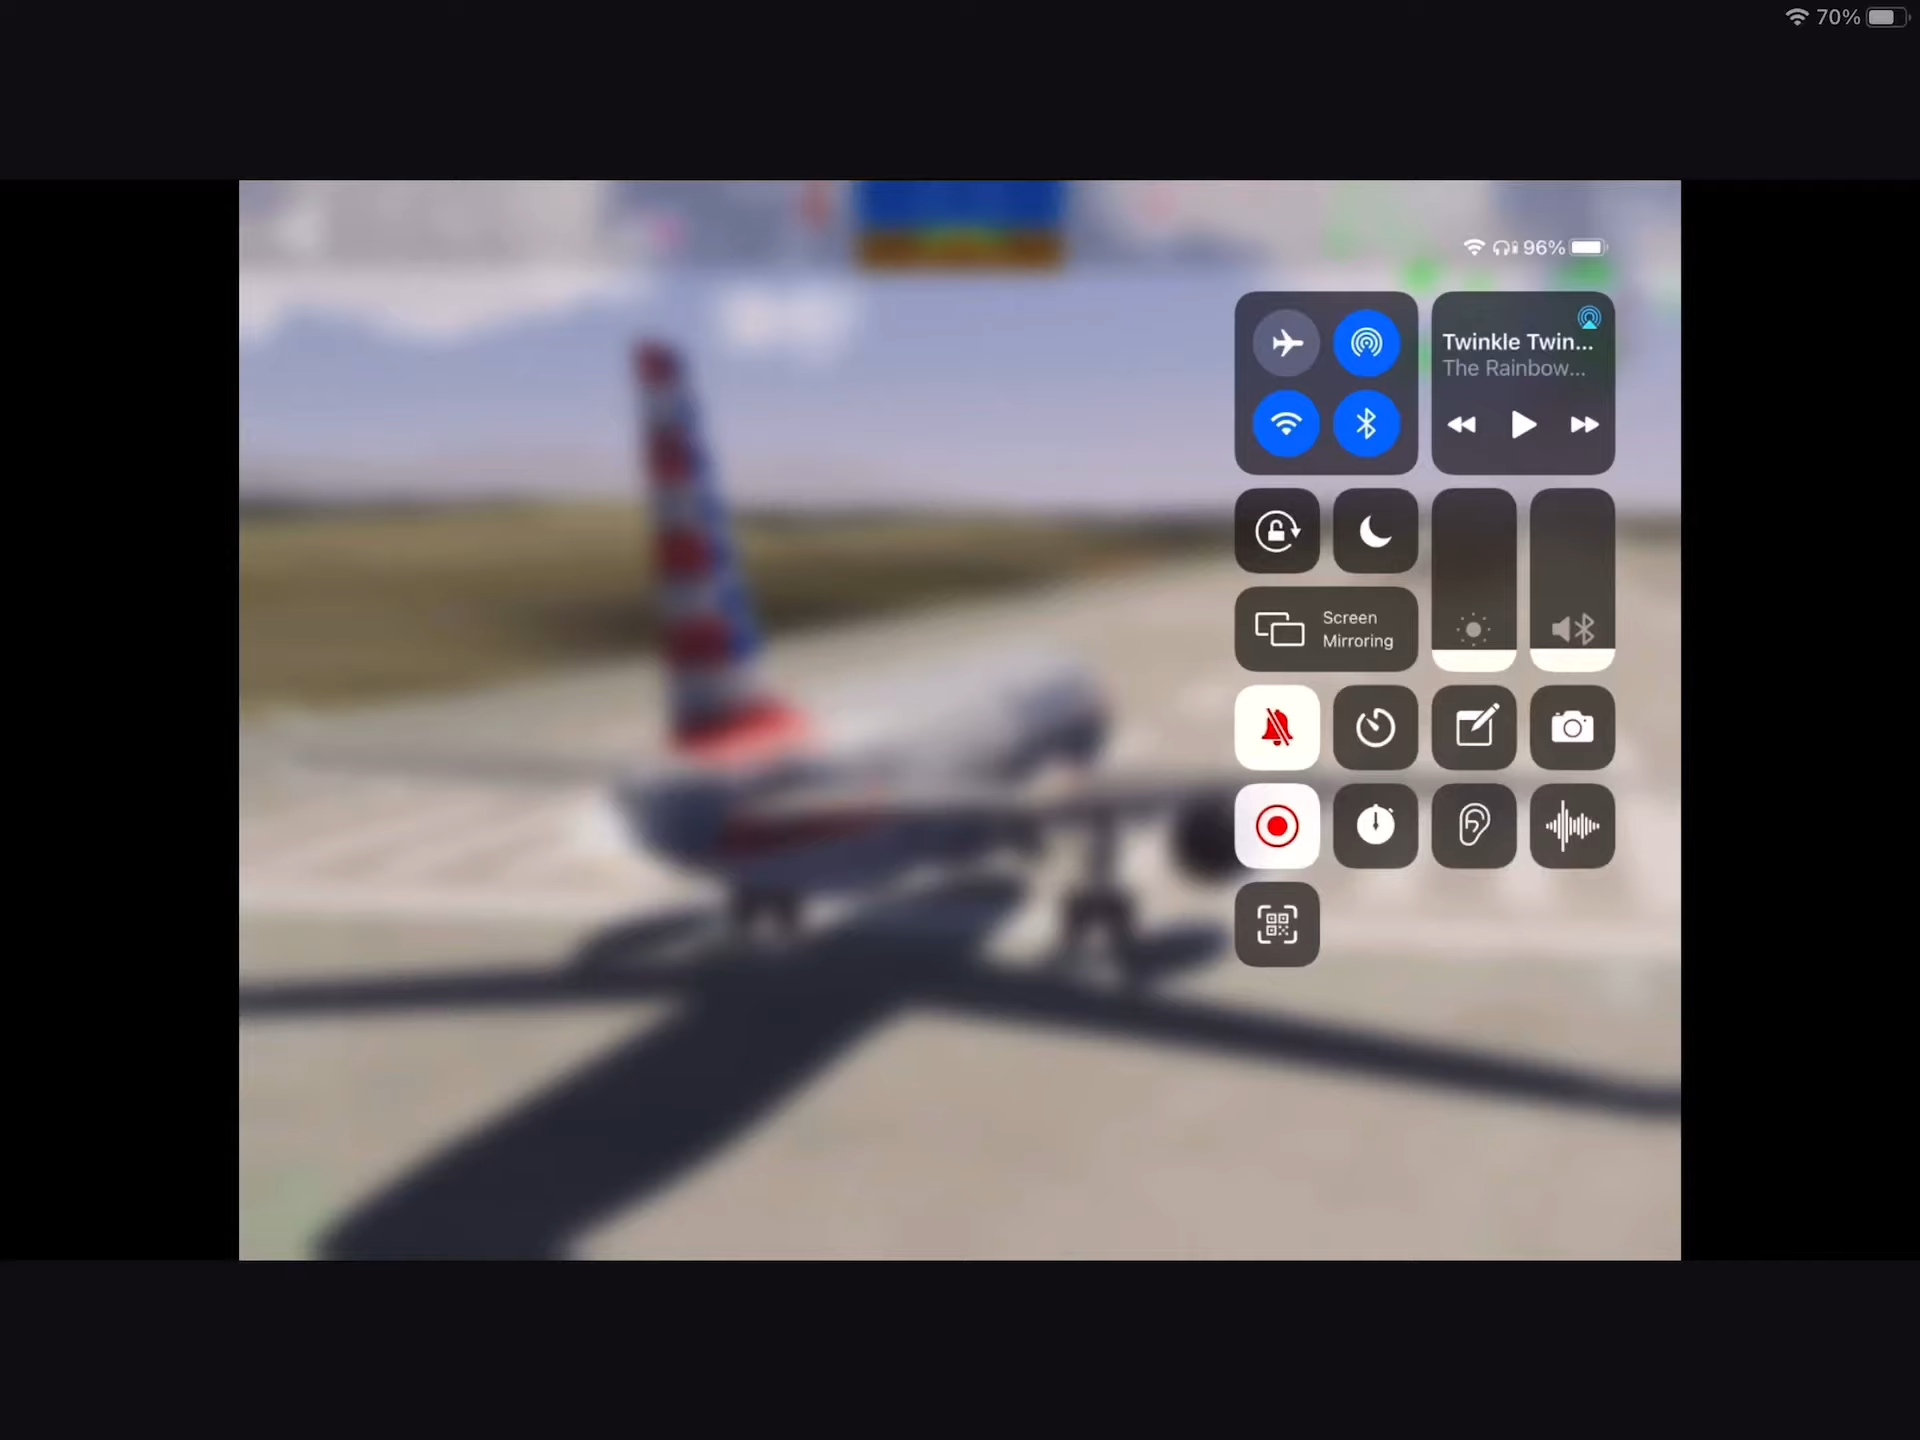 70%
96%
Twinkle Twin...
The Rainbow...
Screen
Mirroring